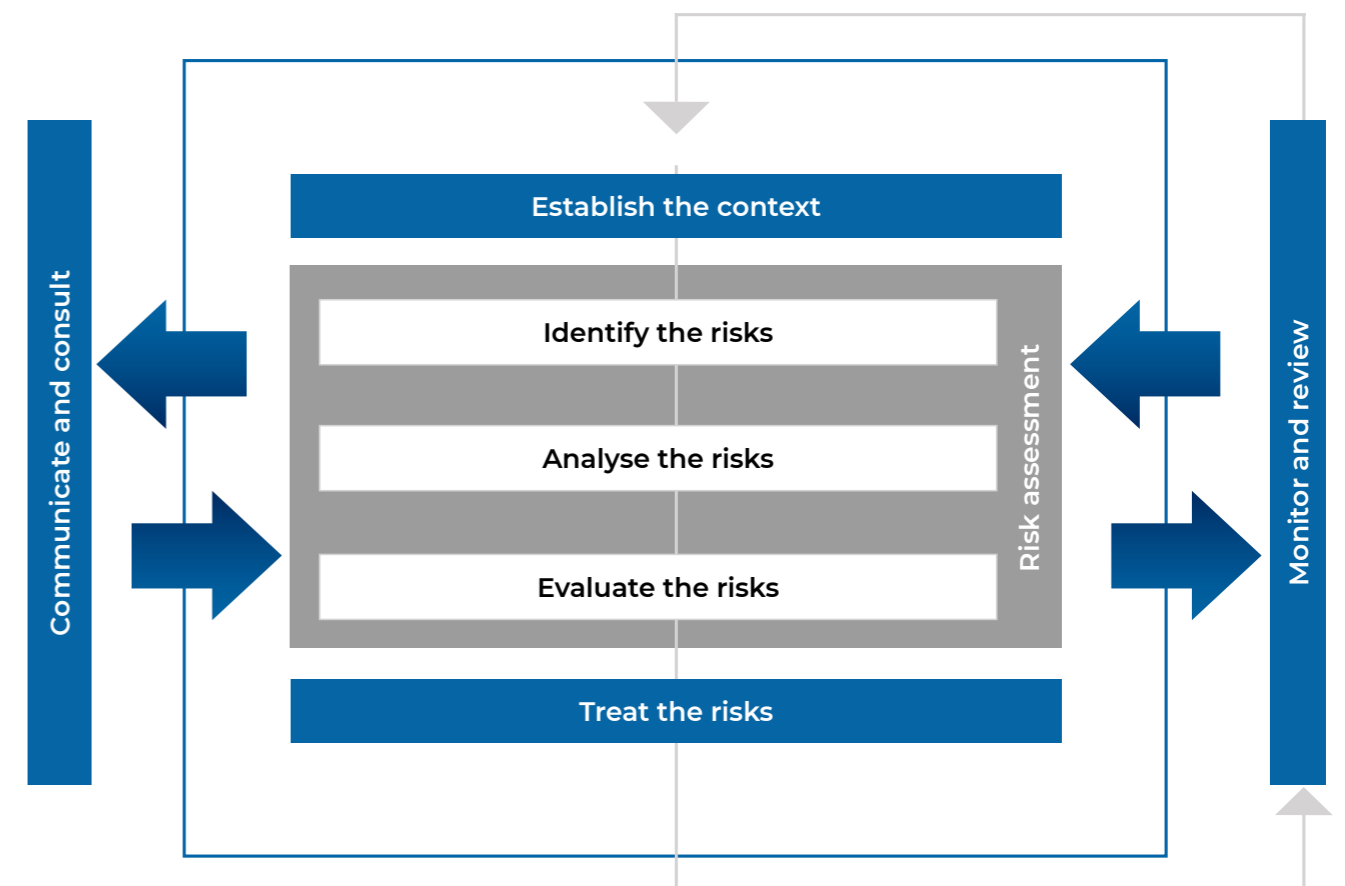 Establish the context
Communicate and consult
Identify the risks
Analyse the risks
Evaluate the risks
Risk assessment
Monitor and review
Treat the risks